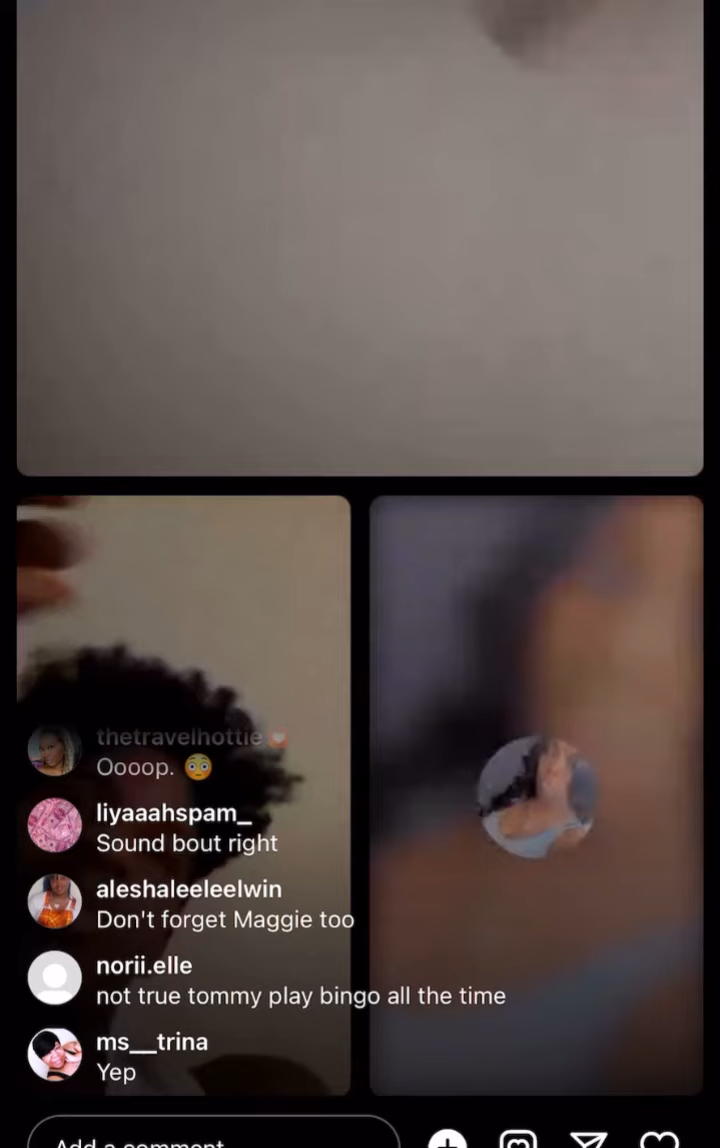 thetravelhottie
Oooop. 😳
liyaaahspam_
Sound bout right
aleshaleeleelwin
Don't forget Maggie too
norii.elle
not true tommy play bingo all the time
ms__trina
Yep
Add a comment